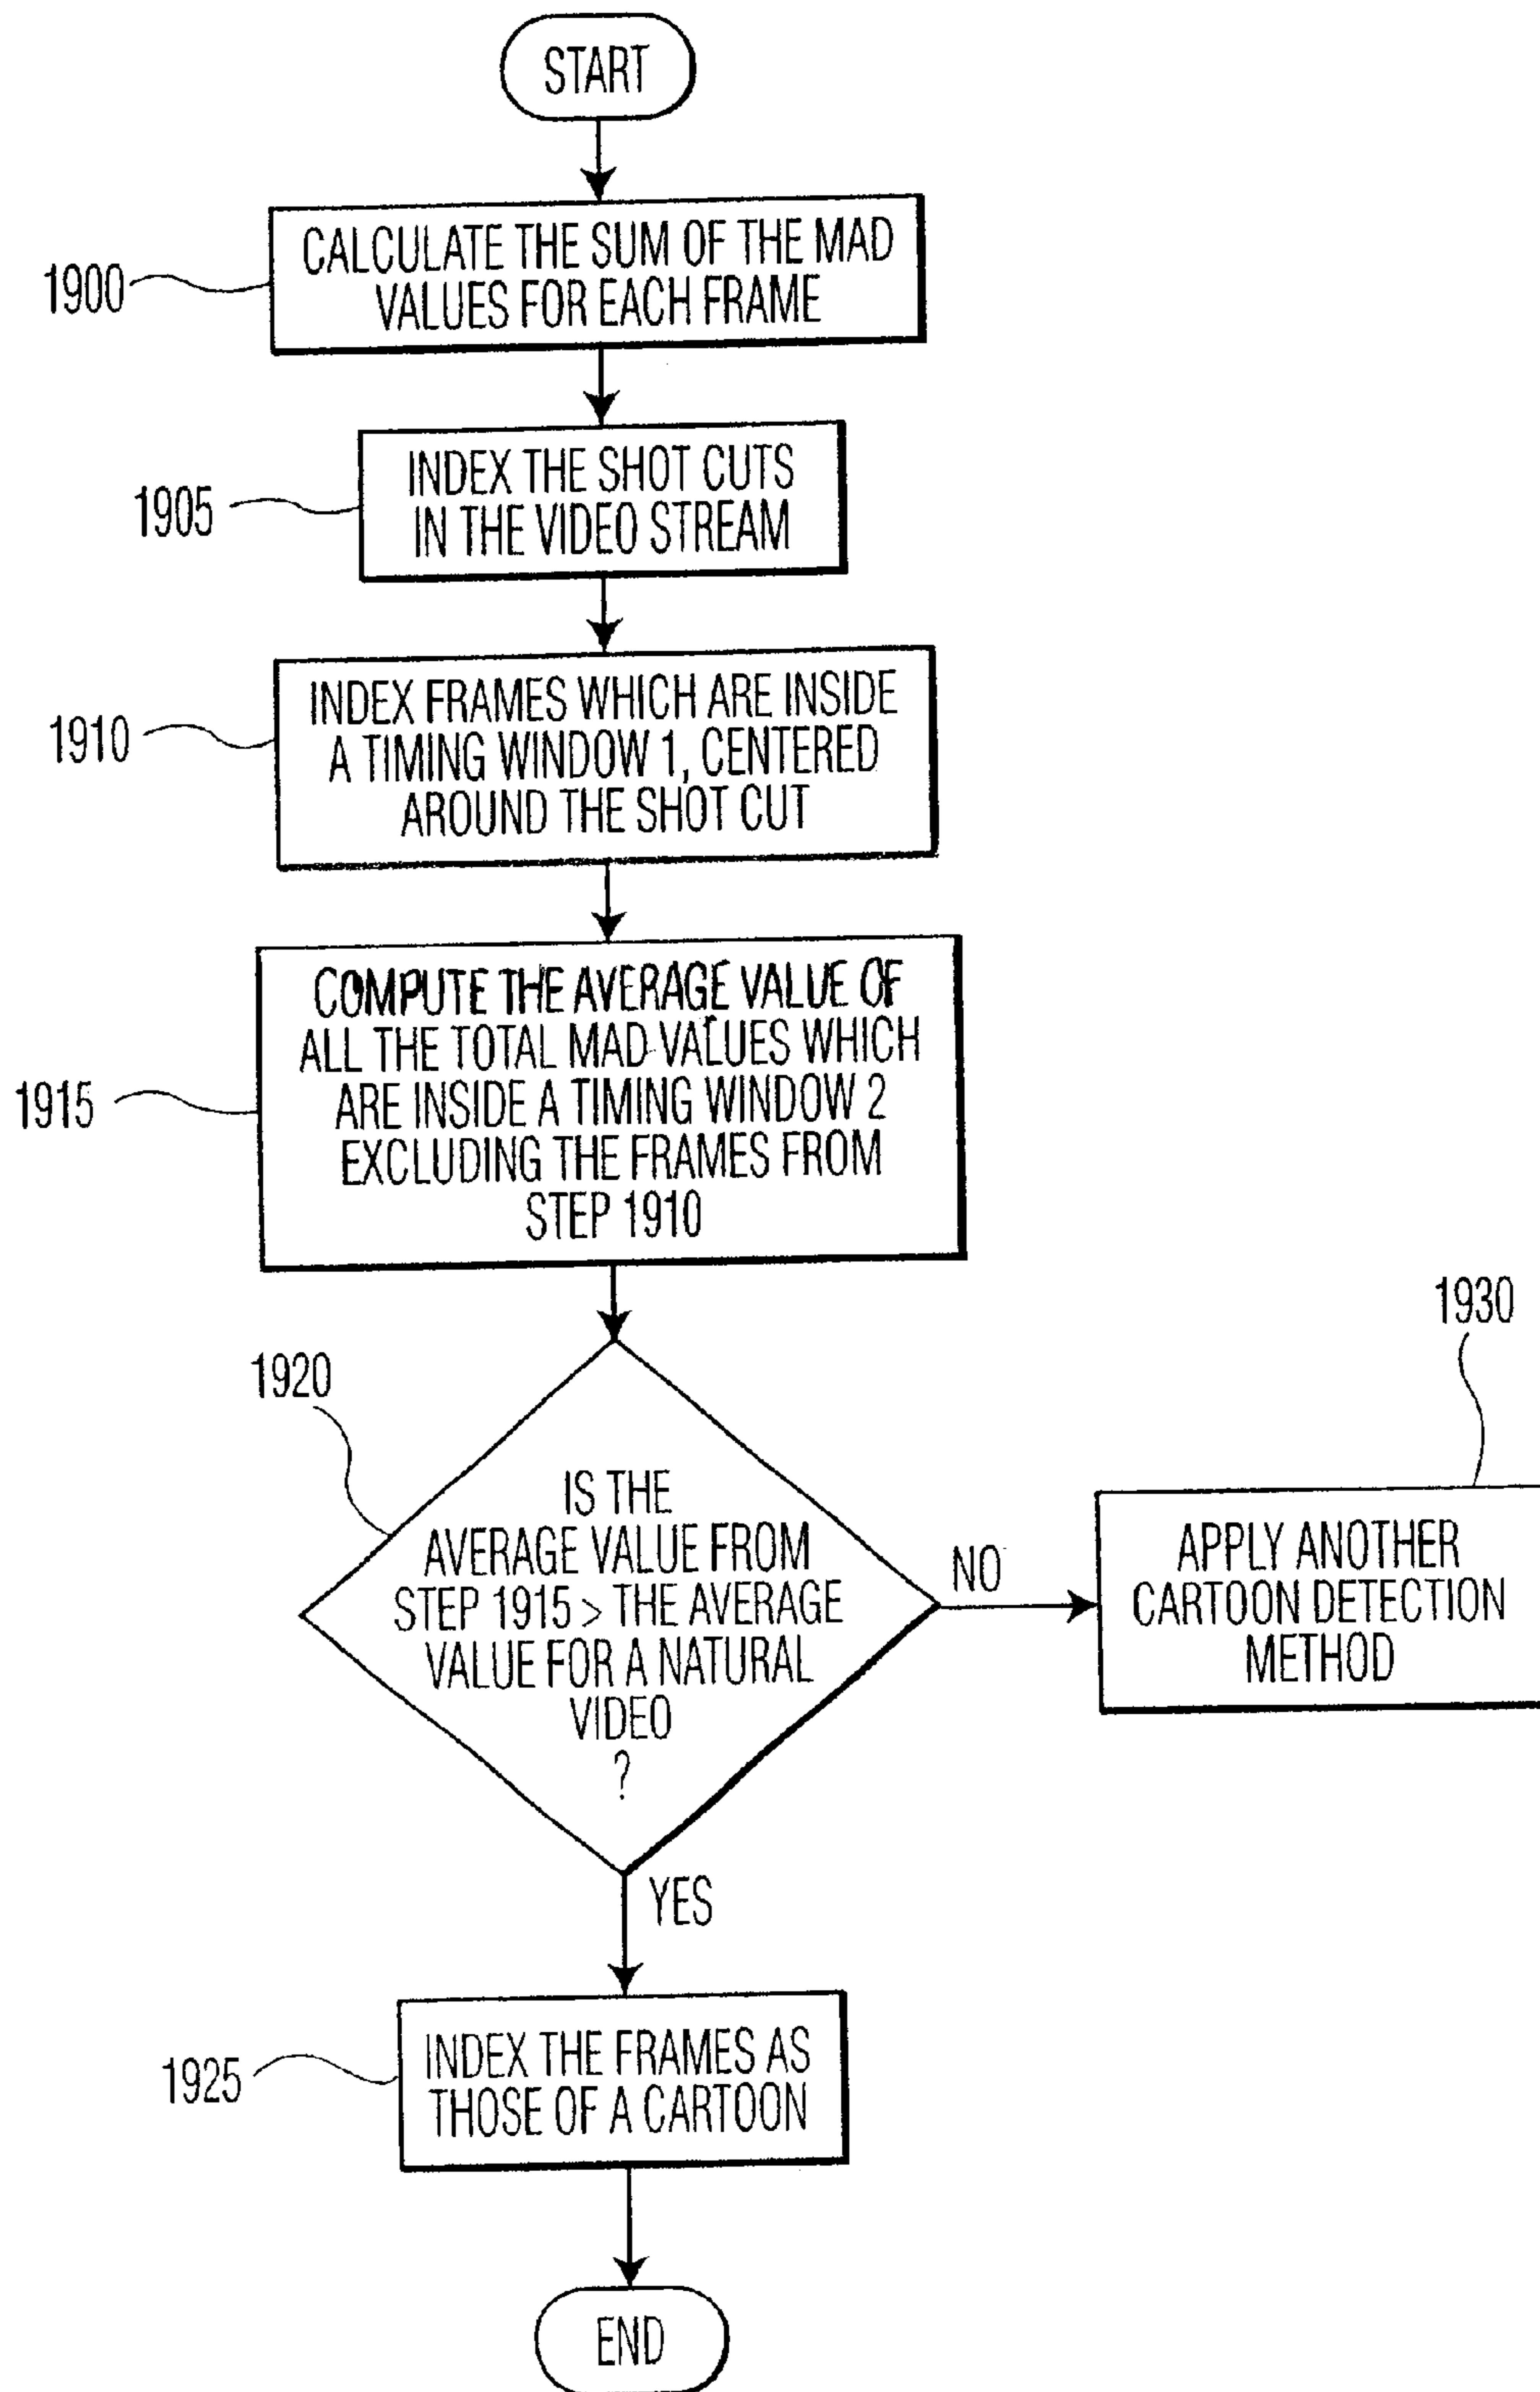 START
1900
CALCULATE THE SUM OF THE MAD
VALUES FOR EACH FRAME
1905
INDEX THE SHOT CUTS
IN THE VIDEO STREAM
1910
INDEX FRAMES WHICH ARE INSIDE
A TIMING WINDOW 1, CENTERED
AROUND THE SHOT CUT
1915
COMPUTE THE AVERAGE VALUE OF
ALL THE TOTAL MAD VALUES WHICH
ARE INSIDE A TIMING WINDOW 2
EXCLUDING THE FRAMES FROM
STEP 1910
1920
IS THE
AVERAGE VALUE FROM
STEP 1915 > THE AVERAGE
VALUE FOR A NATURAL
VIDEO
?
NO
1930
APPLY ANOTHER
CARTOON DETECTION
METHOD
YES
1925
INDEX THE FRAMES AS
THOSE OF A CARTOON
END